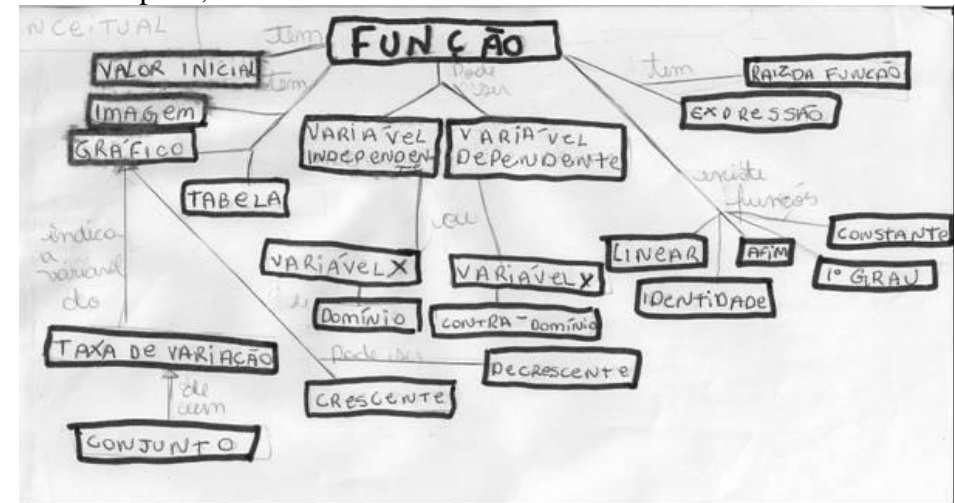 NCEITUAL
FUNÇÃO
tem
VALOR INICIAL
tem
IMAGEM
GRÁFICO
TABELA
Pode
ser
VARIÁVEL
INDEPENDEN-
TE
VARIÁVEL
DEPENDENTE
tem
RAIZ DA FUNÇÃO
EXPRESSÃO
existe
funções
CONSTANTE
LINEAR
AFIM
1º GRAU
IDENTIDADE
ou
VARIÁVEL X
DOMÍNIO
VARIÁVEL Y
CONTRA-DOMÍNIO
indica
a
do
TAXA DE VARIAÇÃO
de
um
CONJUNTO
Pode ser
DECRESCENTE
CRESCENTE